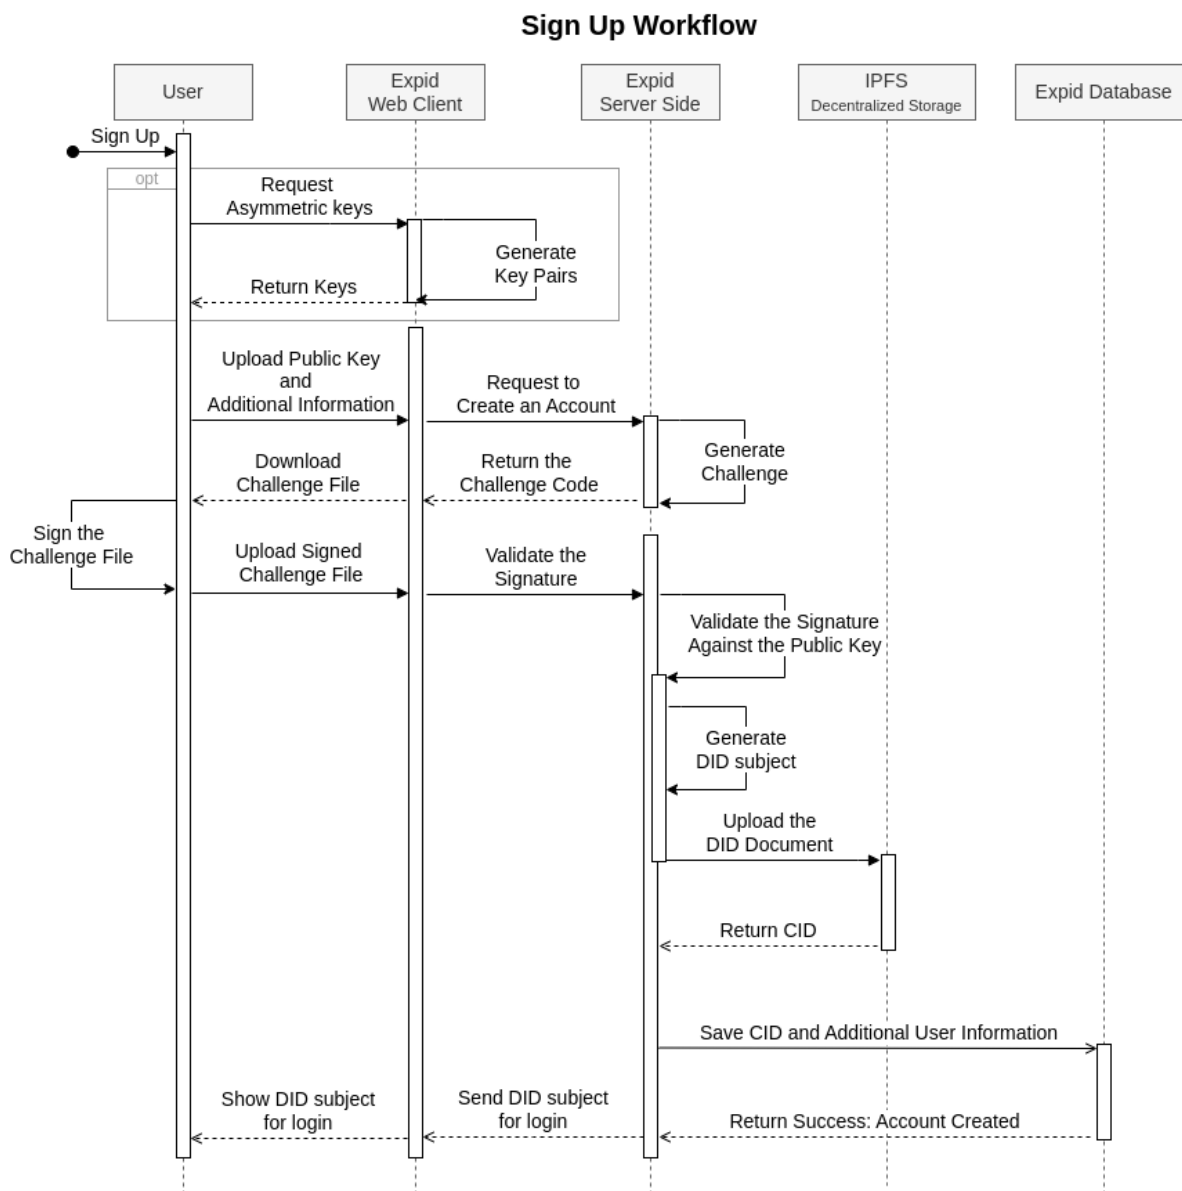 Sign Up Workflow
User
Expid
Web Client
Expid
Server Side
IPFS
Decentralized Storage
Expid Database
Sign Up
opt
Request
Asymmetric keys
Generate
Key Pairs
Return Keys
Upload Public Key
and
Additional Information
Request to
Create an Account
Generate
Challenge
Download
Challenge File
Return the
Challenge Code
Sign the
Challenge File
Upload Signed
Challenge File
Validate the
Signature
Validate the Signature
Against the Public Key
Generate
DID subject
Upload the
DID Document
Return CID
Save CID and Additional User Information
Show DID subject
for login
Send DID subject
for login
Return Success: Account Created